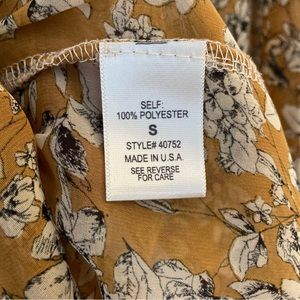 SELF:
100% POLYESTER
S
STYLE# 40752
MADE IN U.S.A.
SEE REVERSE
FOR CARE